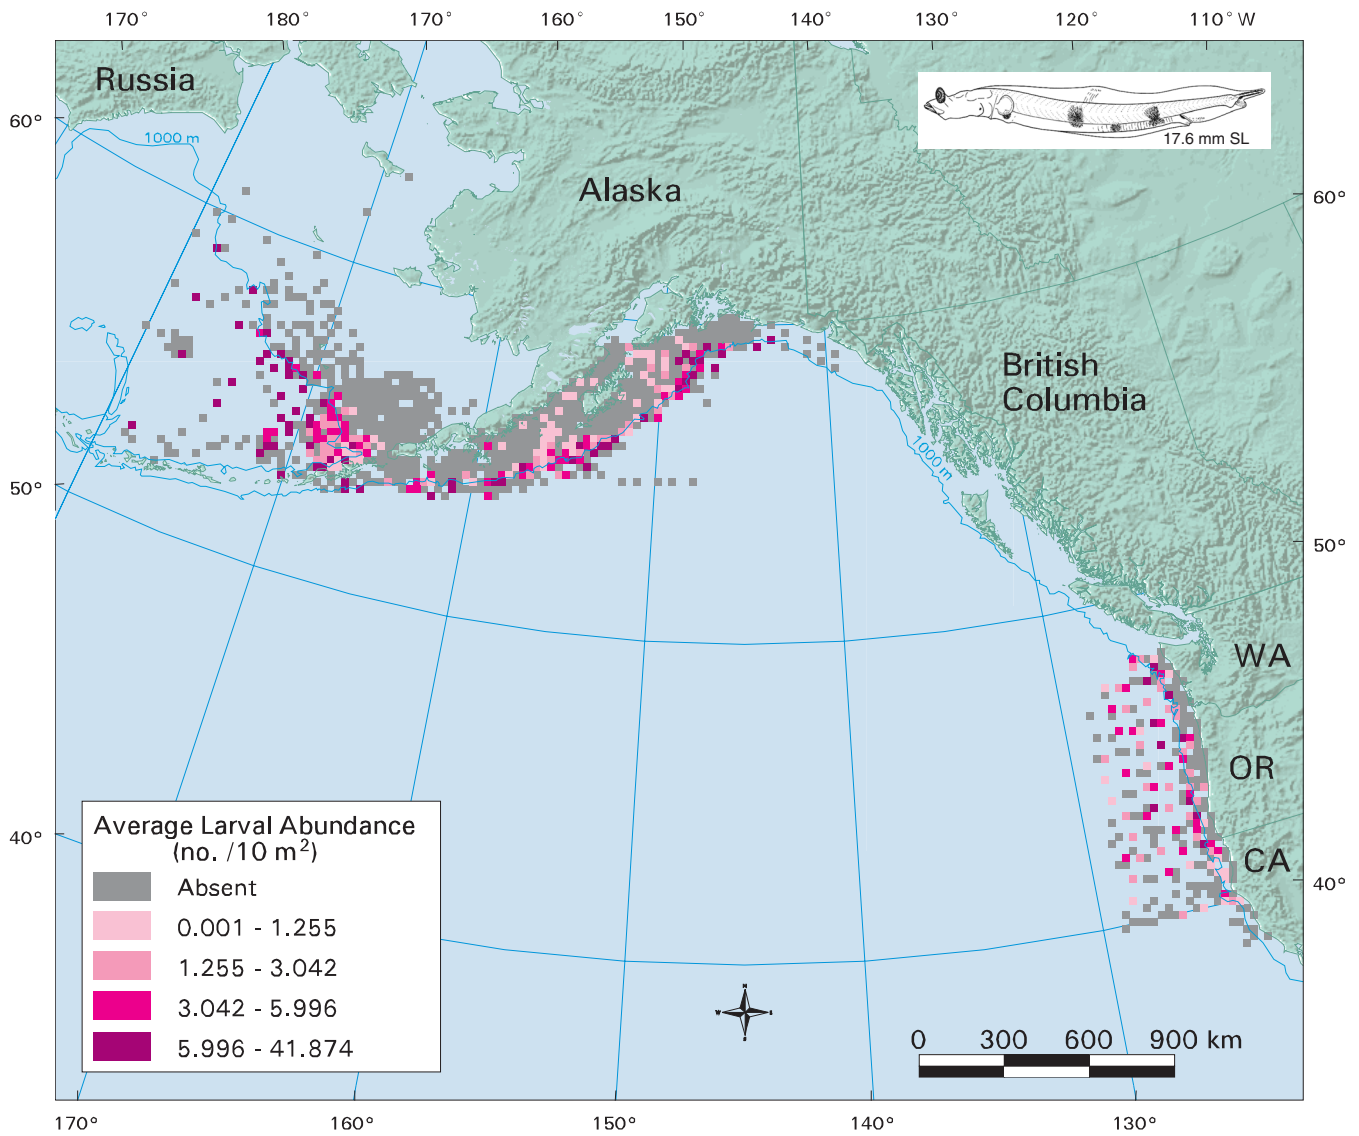 170° 180° 170° 160° 150° 140° 130° 120° 110° W
Russia
60°
1000 m
17.6 mm SL
Alaska
60°
British
Columbia
1000 m
50°
50°
WA
OR
CA
40°
40°
Average Larval Abundance
(no. /10 m²)
Absent
0.001 - 1.255
1.255 - 3.042
3.042 - 5.996
5.996 - 41.874
N
W
E
S
0 300 600 900 km
170° 160° 150° 140° 130°